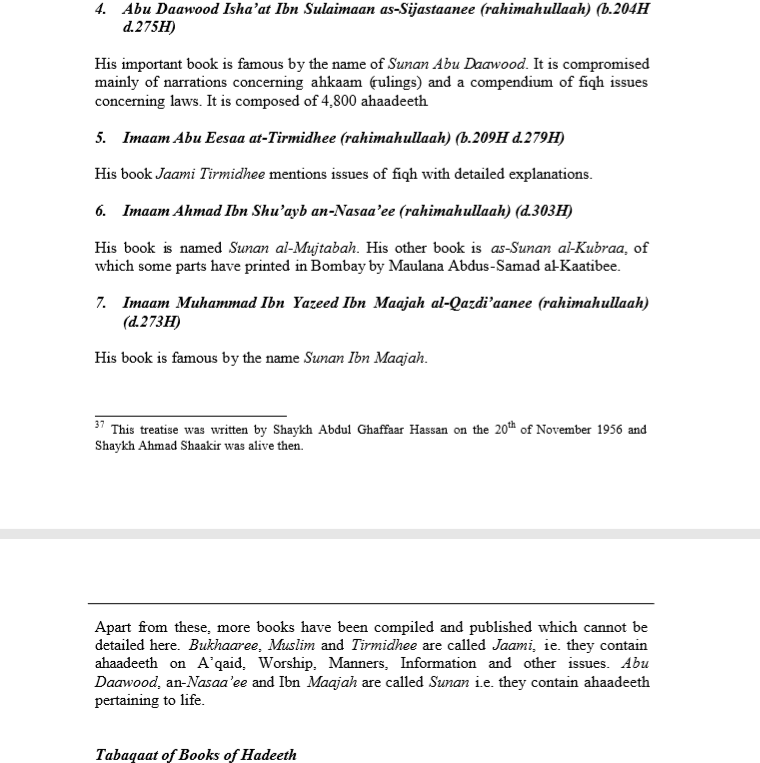 4. Abu Daawood Isha’at Ibn Sulaimaan as-Sijastaanee (rahimahullaah) (b.204H
d.275H)
His important book is famous by the name of Sunan Abu Daawood. It is compromised
mainly of narrations concerning ahkaam (rulings) and a compendium of fiqh issues
concerning laws. It is composed of 4,800 ahaadeeth.
5. Imaam Abu Eesaa at-Tirmidhee (rahimahullaah) (b.209H d.279H)
His book Jaami Tirmidhee mentions issues of fiqh with detailed explanations.
6. Imaam Ahmad Ibn Shu’ayb an-Nasaa’ee (rahimahullaah) (d.303H)
His book is named Sunan al-Mujtabah. His other book is as-Sunan al-Kubraa, of
which some parts have printed in Bombay by Maulana Abdus-Samad al-Kaatibee.
7. Imaam Muhammad Ibn Yazeed Ibn Maajah al-Qazdi’aanee (rahimahullaah)
(d.273H)
His book is famous by the name Sunan Ibn Maajah.
37 This treatise was written by Shaykh Abdul Ghaffaar Hassan on the 20th of November 1956 and
Shaykh Ahmad Shaakir was alive then.
Apart from these, more books have been compiled and published which cannot be
detailed here. Bukhaaree, Muslim and Tirmidhee are called Jaami, ie. they contain
ahaadeeth on A’qaid, Worship, Manners, Information and other issues. Abu
Daawood, an-Nasaa’ee and Ibn Maajah are called Sunan i.e. they contain ahaadeeth
pertaining to life.
Tabaqaat of Books of Hadeeth